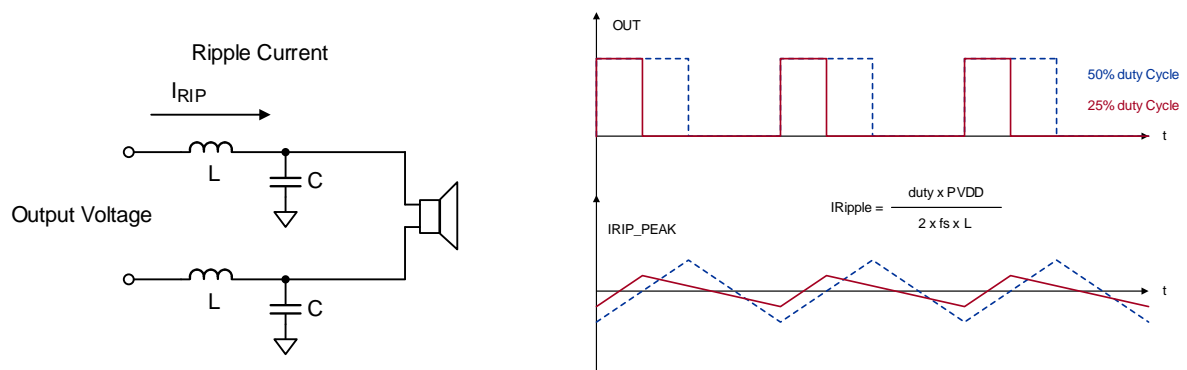 Ripple Current
IRIP
L
C
Output Voltage
L
C
OUT
50% duty Cycle
25% duty Cycle
t
IRipple = duty x PVDD
2 x fs x L
IRIP_PEAK
t